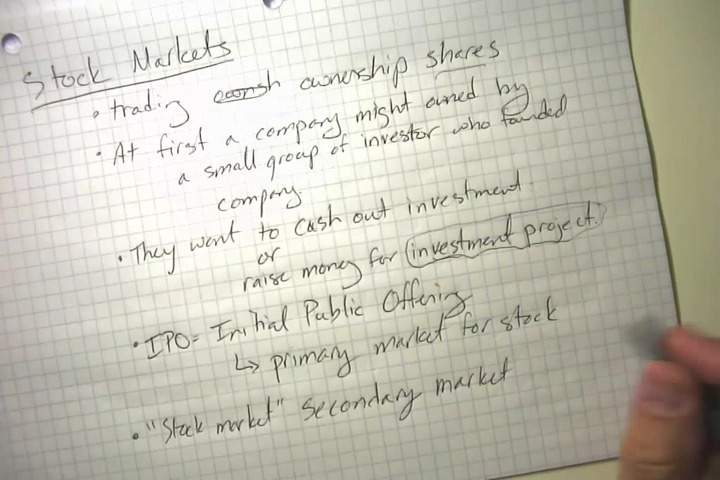 Stock Markets
• trading ownership shares
• At first a company might owned by
a small group of investor who founded
company.
• They want to cash out investment.
or
raise money for investment project.
• IPO = Initial Public Offering
↳ primary market for stock
• "Stock market" secondary market